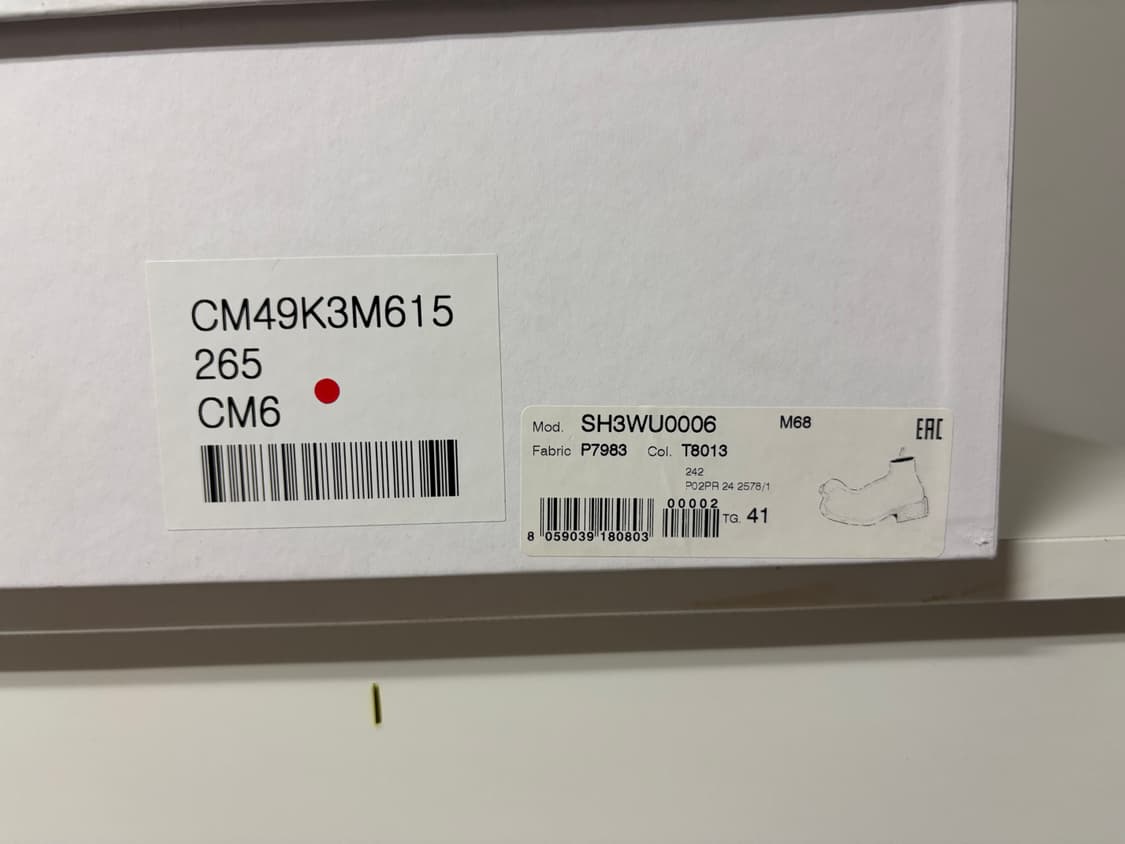 CM49K3M615
265
CM6
Mod. SH3WU0006 M68
EAC
Fabric P7983 Col. T8013
242
P02PR 24 2578/1
00002
TG. 41
8 059039 180803